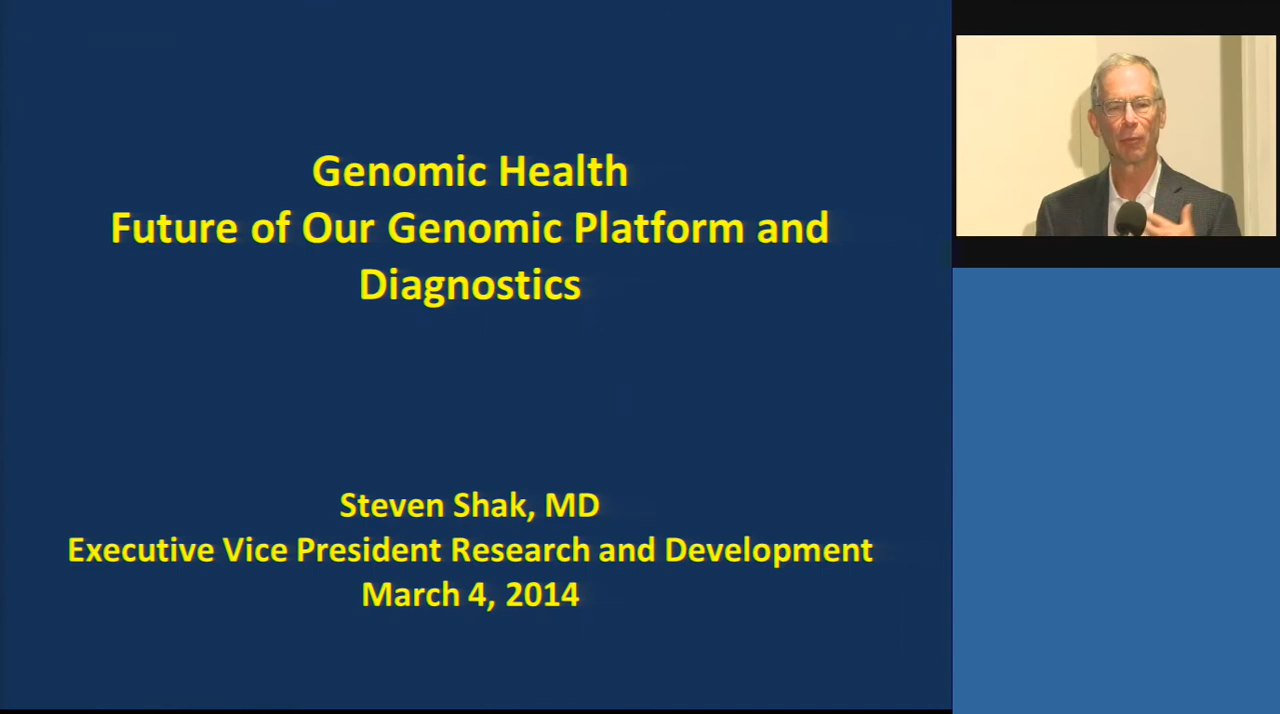 Genomic Health
Future of Our Genomic Platform and
Diagnostics
Steven Shak, MD
Executive Vice President Research and Development
March 4, 2014